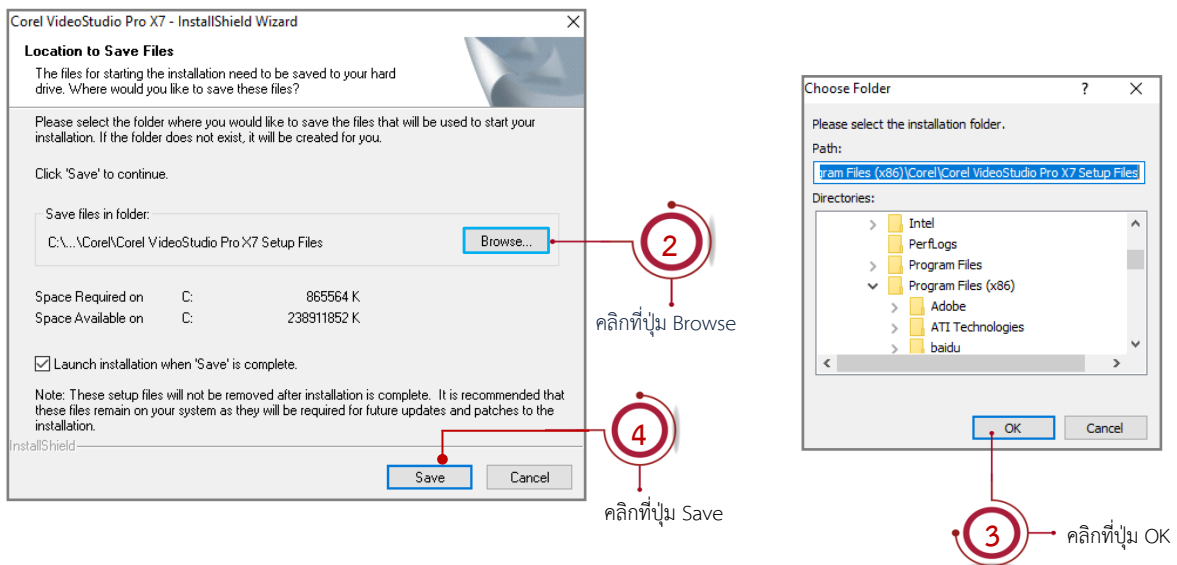 Corel VideoStudio Pro X7 - InstallShield Wizard
Location to Save Files
The files for starting the installation need to be saved to your hard
drive. Where would you like to save these files?
Please select the folder where you would like to save the files that will be used to start your
installation. If the folder does not exist, it will be created for you.
Click 'Save' to continue.
Save files in folder:
C:\...\Corel\Corel VideoStudio Pro X7 Setup Files
Browse...
Space Required on C: 865564 K
Space Available on C: 238911852 K
Launch installation when 'Save' is complete.
Note: These setup files will not be removed after installation is complete. It is recommended that
these files remain on your system as they will be required for future updates and patches to the
installation.
InstallShield
Save
Cancel
2
คลิกที่ปุ่ม Browse
4
คลิกที่ปุ่ม Save
Choose Folder
?
Please select the installation folder.
Path:
gram Files (x86)\Corel\Corel VideoStudio Pro X7 Setup Files
Directories:
Intel
PerfLogs
Program Files
Program Files (x86)
Adobe
ATI Technologies
baidu
OK
Cancel
3
คลิกที่ปุ่ม OK